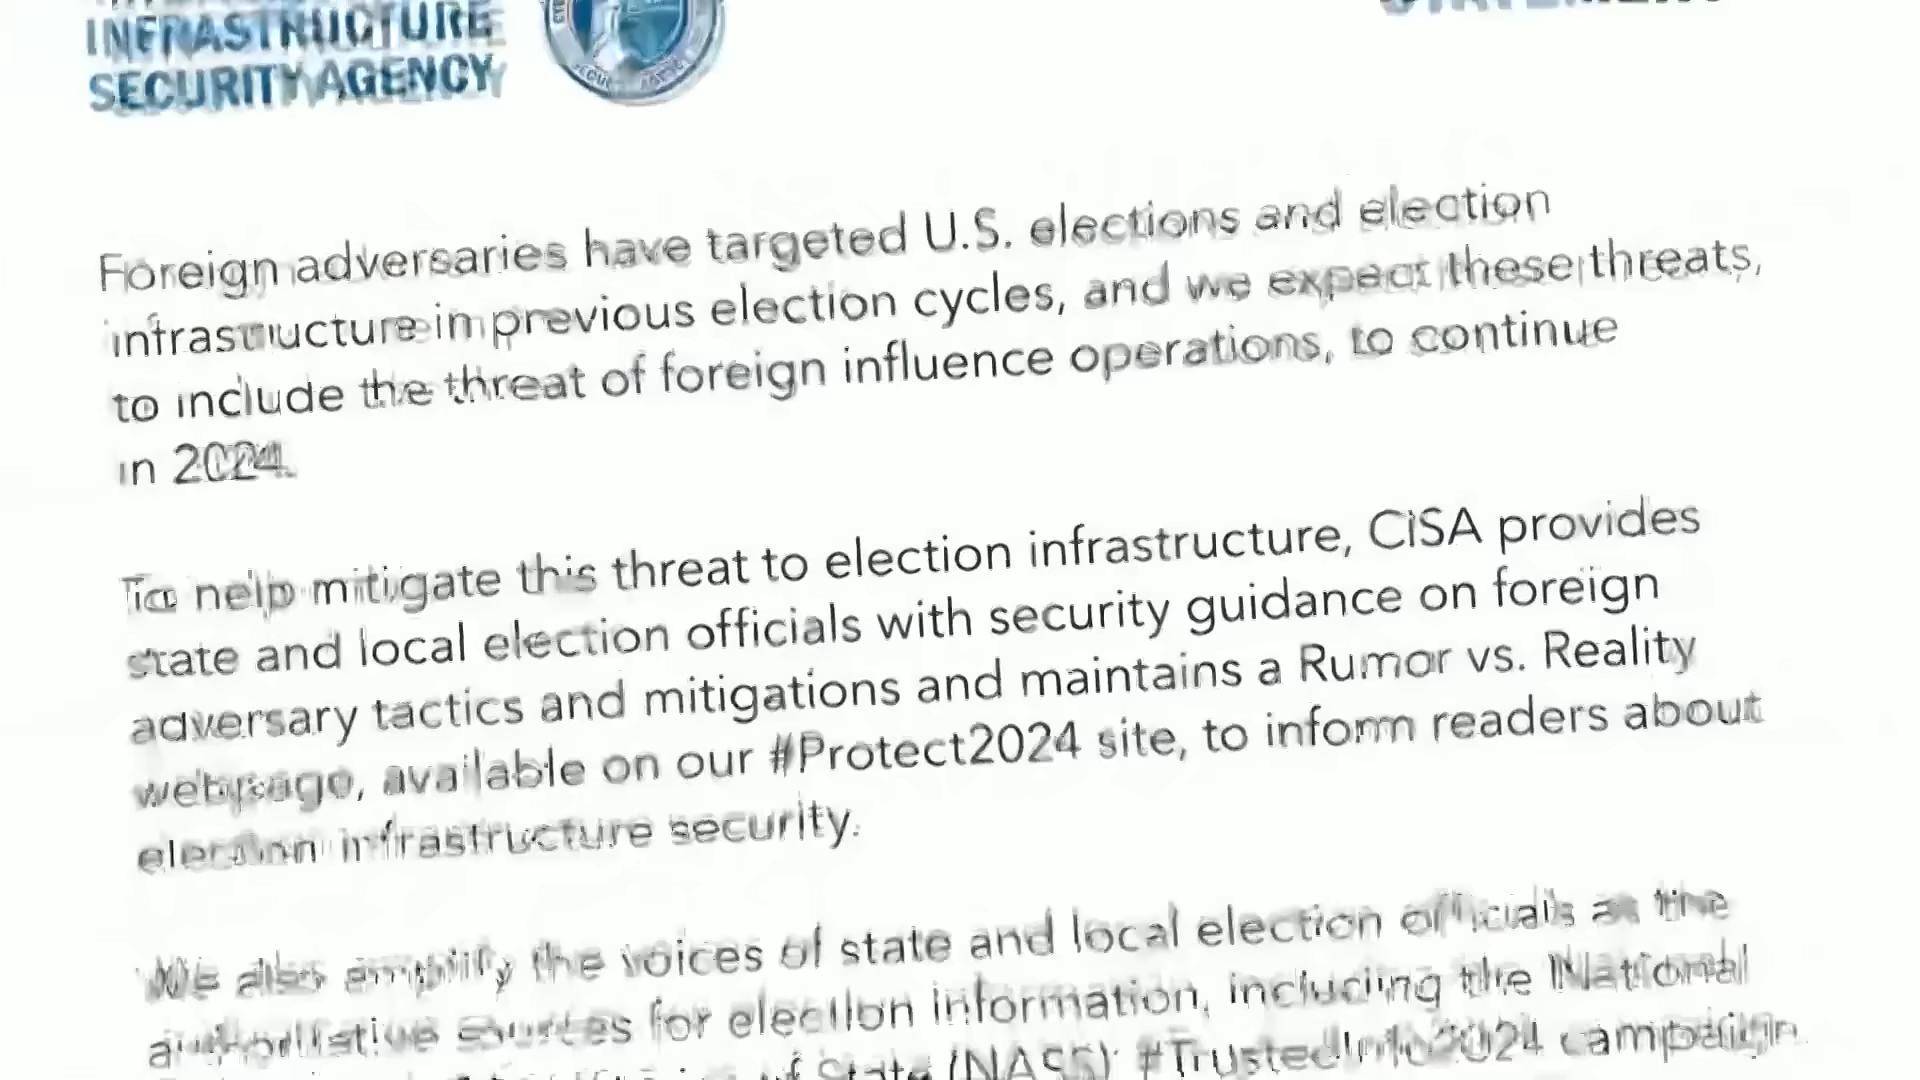 INFRASTRUCTURE
SECURITY AGENCY
Foreign adversaries have targeted U.S. elections and election
infrastructure in previous election cycles, and we expect these threats,
to include the threat of foreign influence operations, to continue
in 2024.
To help mitigate this threat to election infrastructure, CISA provides
state and local election officials with security guidance on foreign
adversary tactics and mitigations and maintains a Rumor vs. Reality
webpage, available on our #Protect2024 site, to inform readers about
election infrastructure security.
We also amplify the voices of state and local election officials as the
authoritative sources for election information, including the National
of State (NASS) #TrustedInfo2024 campaign